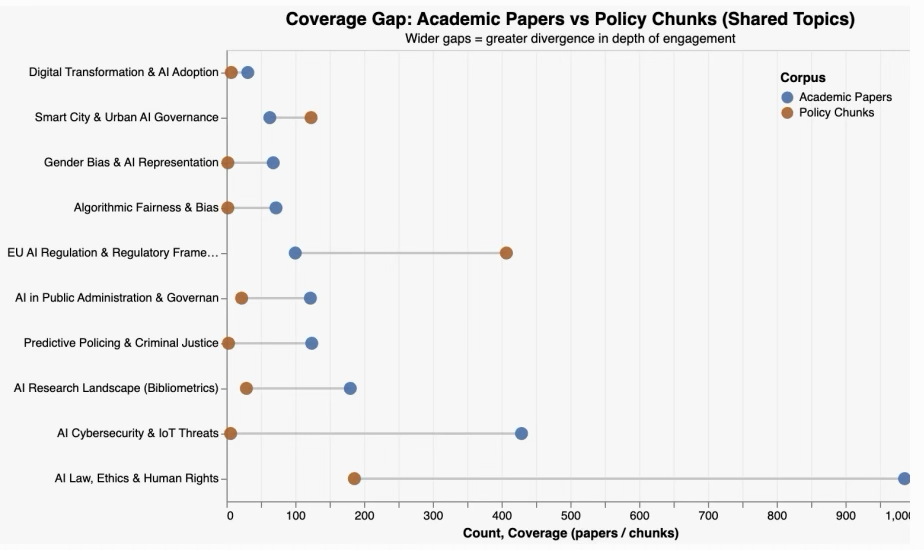 Coverage Gap: Academic Papers vs Policy Chunks (Shared Topics)
Wider gaps = greater divergence in depth of engagement
Digital Transformation & AI Adoption
Smart City & Urban AI Governance
Gender Bias & AI Representation
Algorithmic Fairness & Bias
EU AI Regulation & Regulatory Frame…
AI in Public Administration & Governan
Predictive Policing & Criminal Justice
AI Research Landscape (Bibliometrics)
AI Cybersecurity & IoT Threats
AI Law, Ethics & Human Rights
Corpus
Academic Papers
Policy Chunks
0 100 200 300 400 500 600 700 800 900 1,000
Count, Coverage (papers / chunks)